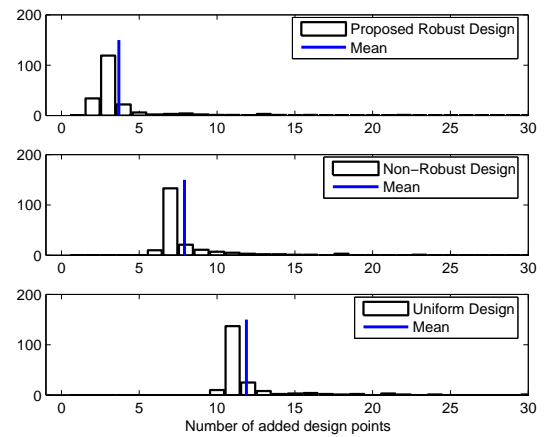 200
100
0
0 5 10 15 20 25 30
Proposed Robust Design
Mean
200
100
0
0 5 10 15 20 25 30
Non−Robust Design
Mean
200
100
0
0 5 10 15 20 25 30
Uniform Design
Mean
Number of added design points